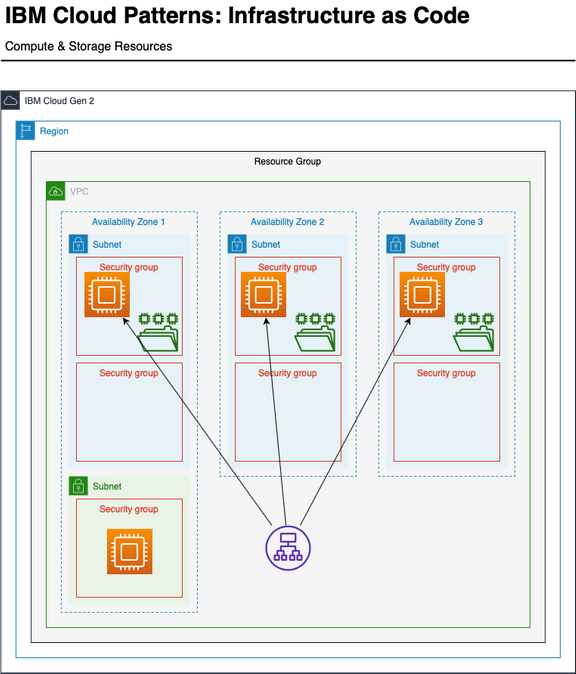 IBM Cloud Patterns: Infrastructure as Code
Compute & Storage Resources
IBM Cloud Gen 2
Region
Resource Group
VPC
Availability Zone 1
Subnet
Security group
Security group
Subnet
Security group
Availability Zone 2
Subnet
Security group
Security group
Availability Zone 3
Subnet
Security group
Security group